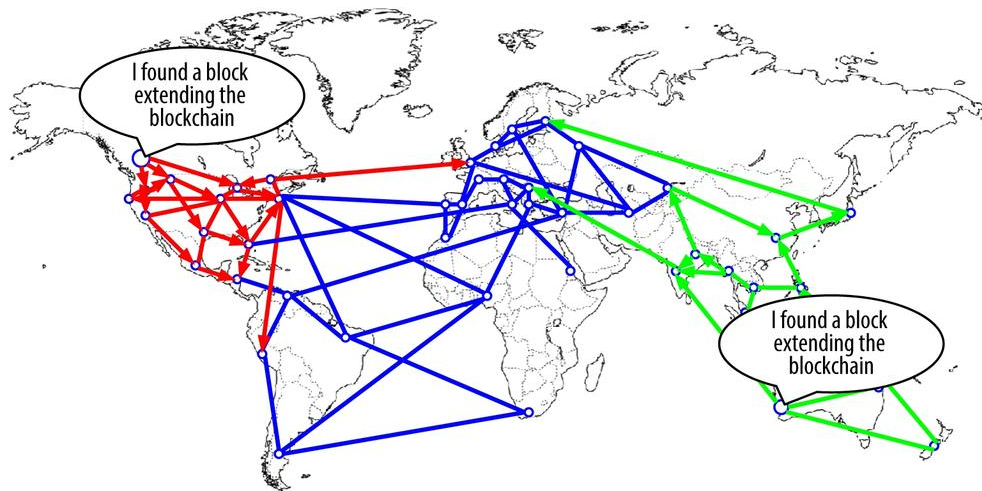 I found a block
extending the
blockchain
I found a block
extending the
blockchain